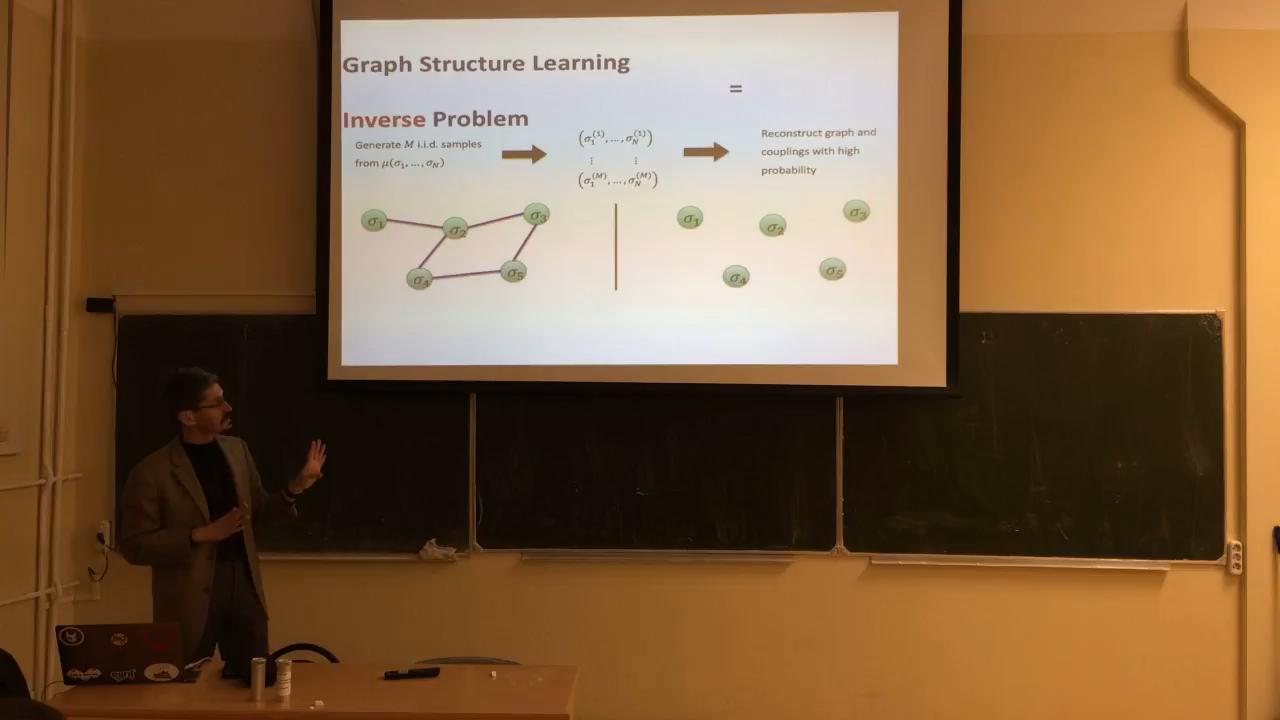 Graph Structure Learning
=
Inverse Problem
Generate M i.i.d. samples
from μ(σ₁, ..., σ_N)
(σ₁⁽¹⁾, ..., σ_N⁽¹⁾)
⋮ ⋮
(σ₁⁽ᴹ⁾, ..., σ_N⁽ᴹ⁾)
Reconstruct graph and
couplings with high
probability
σ₁ σ₂ σ₃
σ₄ σ₅
σ₁ σ₂ σ₃
σ₄ σ₅